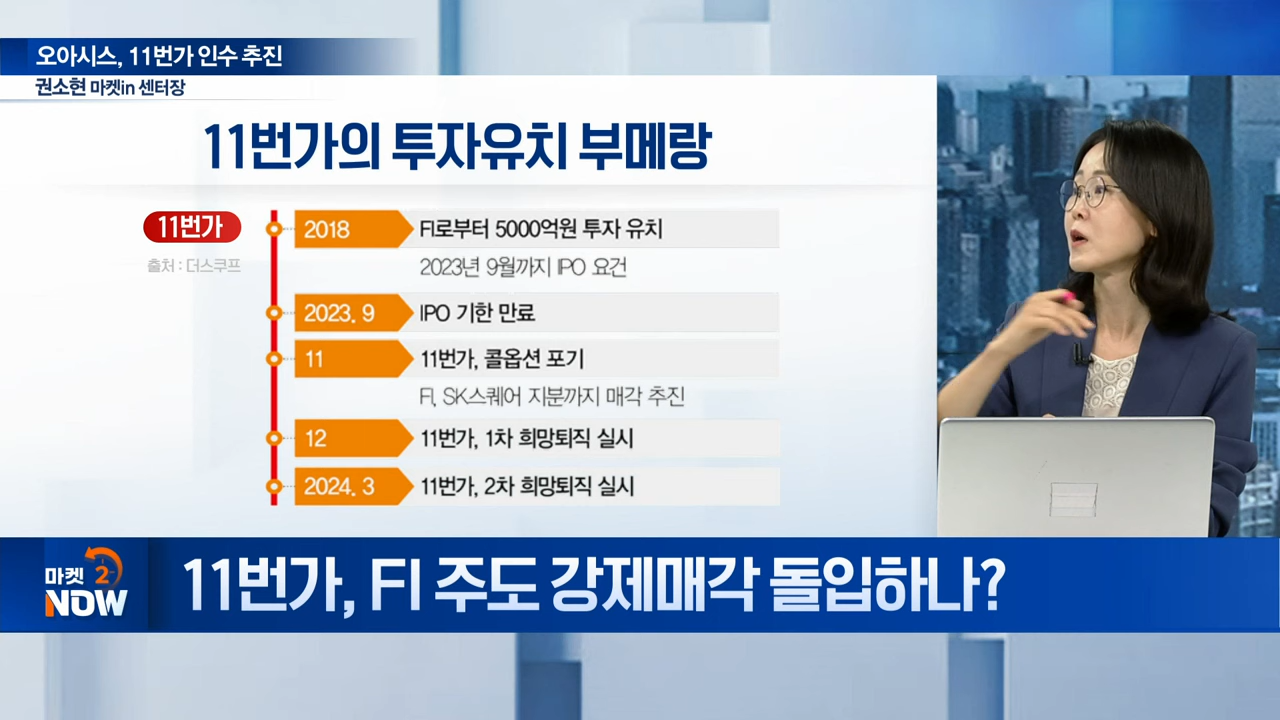 오아시스, 11번가 인수 추진
권소현 마켓in 센터장
11번가의 투자유치 부메랑
11번가
출처 : 더스쿠프
2018 FI로부터 5000억원 투자 유치
2023년 9월까지 IPO 요건
2023. 9 IPO 기한 만료
11 11번가, 콜옵션 포기
FI, SK스퀘어 지분까지 매각 추진
12 11번가, 1차 희망퇴직 실시
2024. 3 11번가, 2차 희망퇴직 실시
마켓 2
NOW
11번가, FI 주도 강제매각 돌입하나?